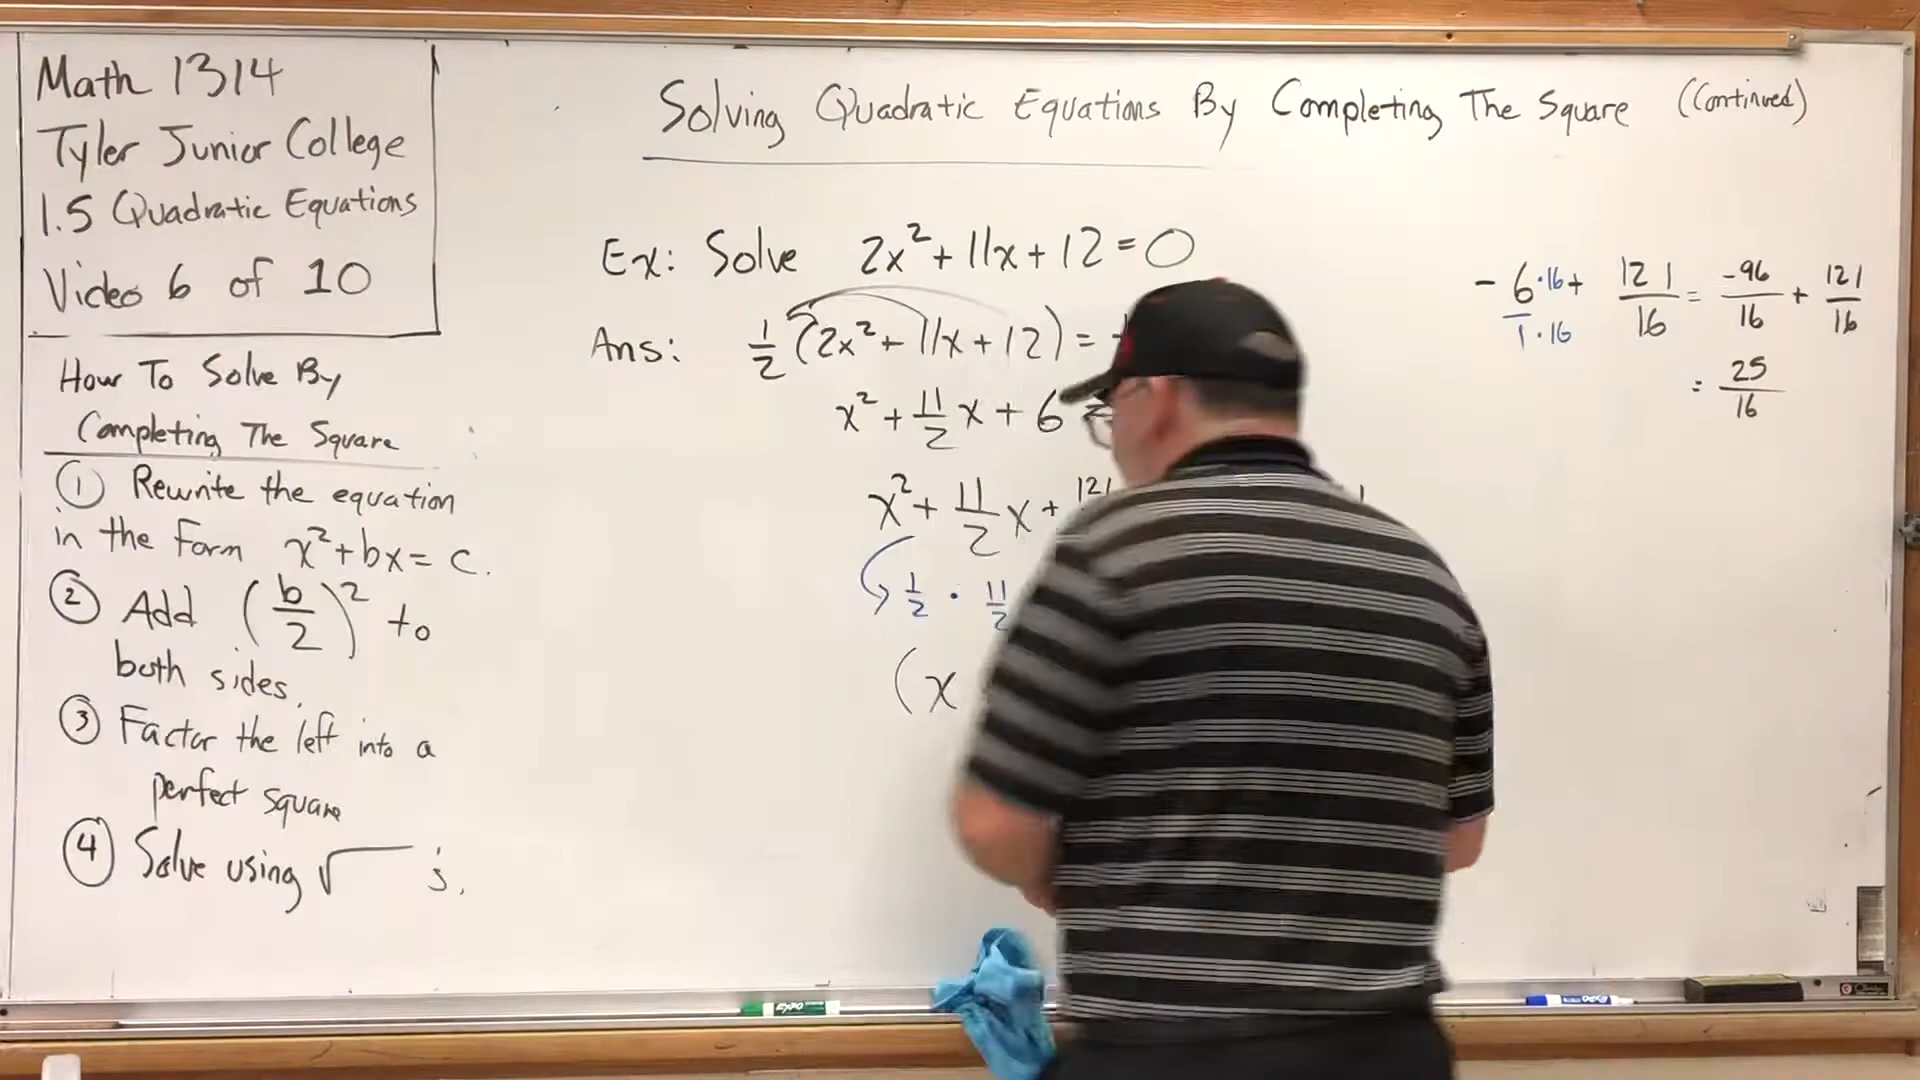 Math 1314
Tyler Junior College
1.5 Quadratic Equations
Video 6 of 10
How To Solve By
Completing The Square
① Rewrite the equation
in the form x²+bx=c.
② Add (b/2)² to
both sides.
③ Factor the left into a
perfect square
④ Solve using √ 's.
Solving Quadratic Equations By Completing The Square (Continued)
Ex: Solve 2x²+11x+12=0
Ans: 1/2 (2x²+11x+12) =
x² + 11/2 x + 6 =
x² + 11/2 x + 121
1/2 · 11/2
(x
- 6·16/1·16 + 121/16 = -96/16 + 121/16
= 25/16
EXPO
EXPO